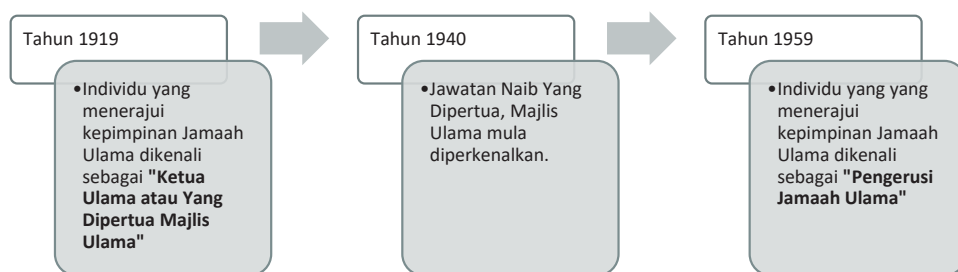 Tahun 1919
•Individu yang
menerajui
kepimpinan Jamaah
Ulama dikenali
sebagai "Ketua
Ulama atau Yang
Dipertua Majlis
Ulama"
Tahun 1940
•Jawatan Naib Yang
Dipertua, Majlis
Ulama mula
diperkenalkan.
Tahun 1959
•Individu yang yang
menerajui
kepimpinan Jamaah
Ulama dikenali
sebagai "Pengerusi
Jamaah Ulama"